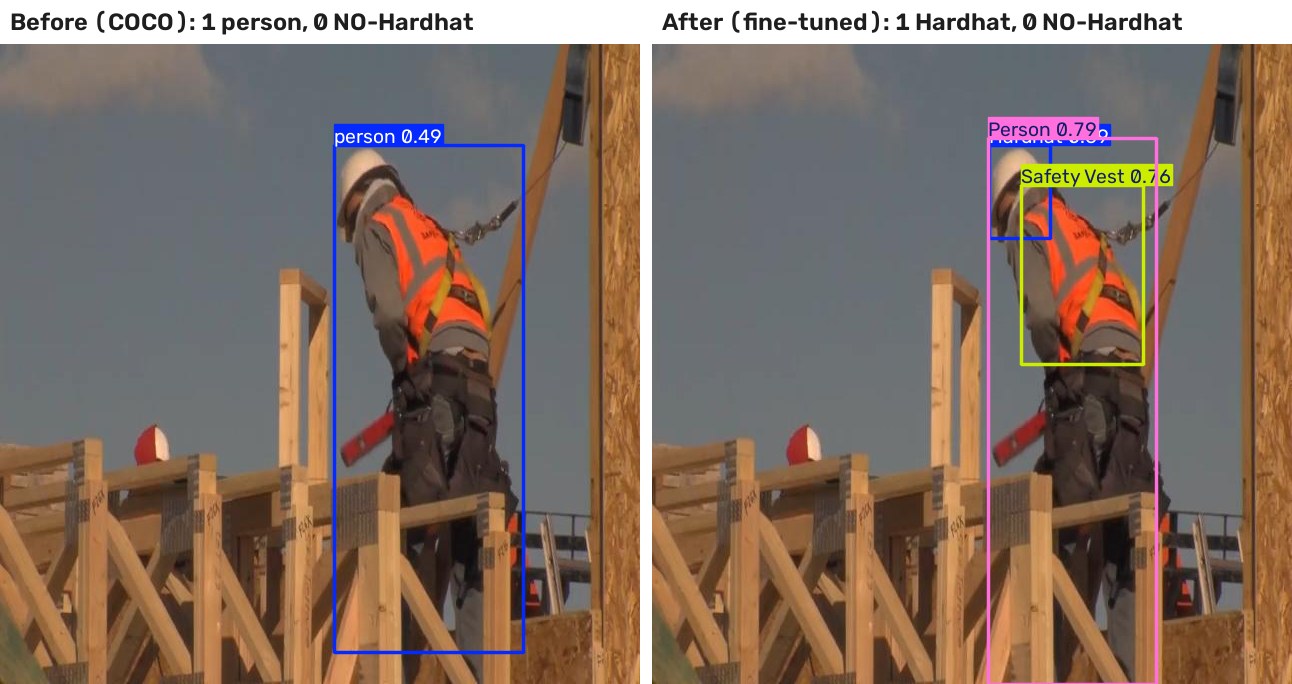 Before (COCO): 1 person, 0 NO-Hardhat
After (fine-tuned): 1 Hardhat, 0 NO-Hardhat
person 0.49
Person 0.79
Safety Vest 0.76